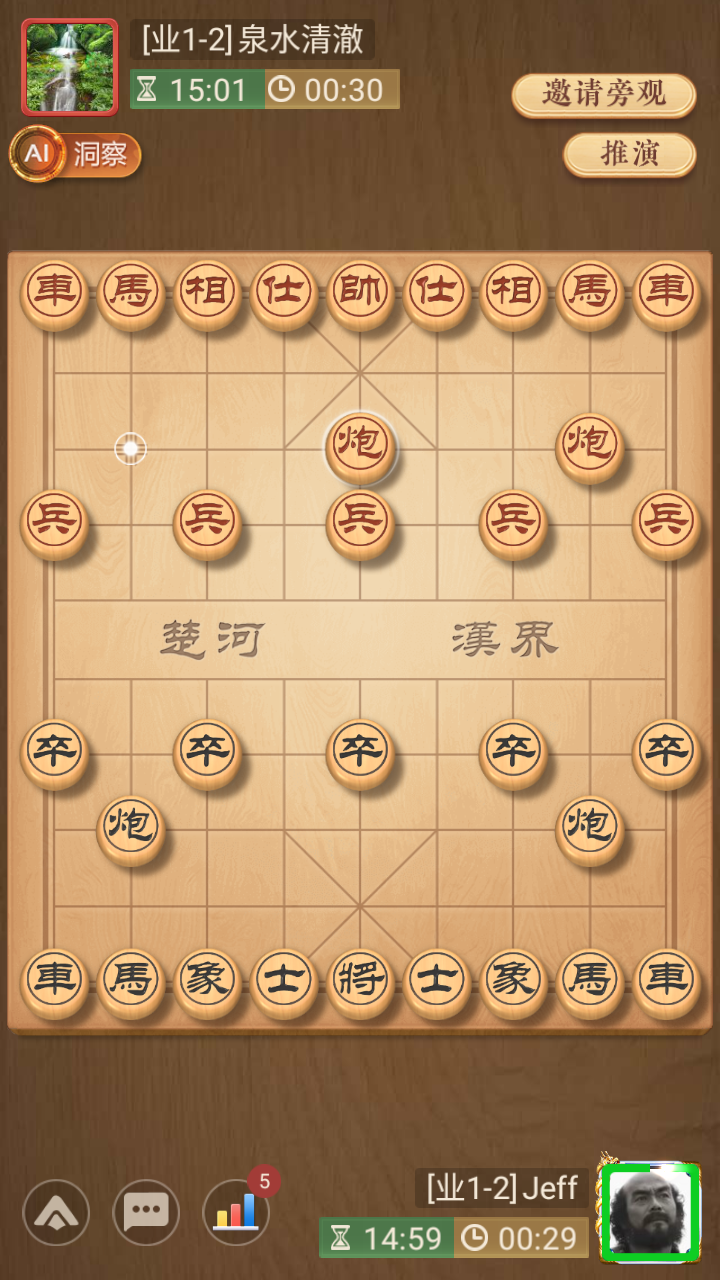 [业1-2]泉水清澈
15:01 00:30
邀请旁观
AI 洞察
推演
車馬相仕帥仕相馬車
炮 炮
兵 兵 兵 兵 兵
楚河 漢界
卒 卒 卒 卒 卒
炮 炮
車馬象士將士象馬車
5
[业1-2]Jeff
14:59 00:29